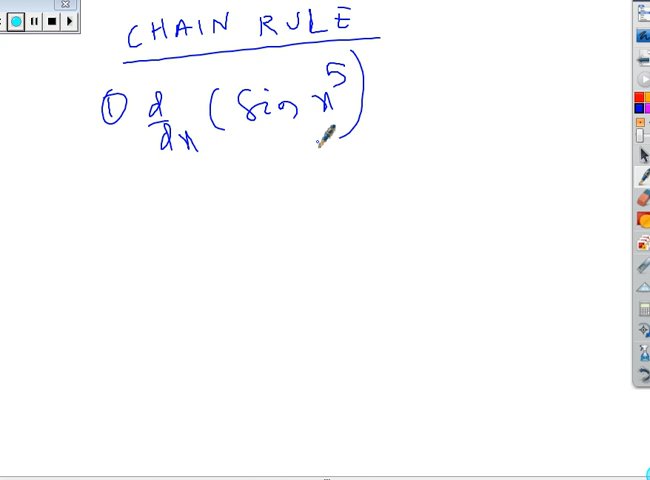 CHAIN RULE
① d/dx (sin x^5)